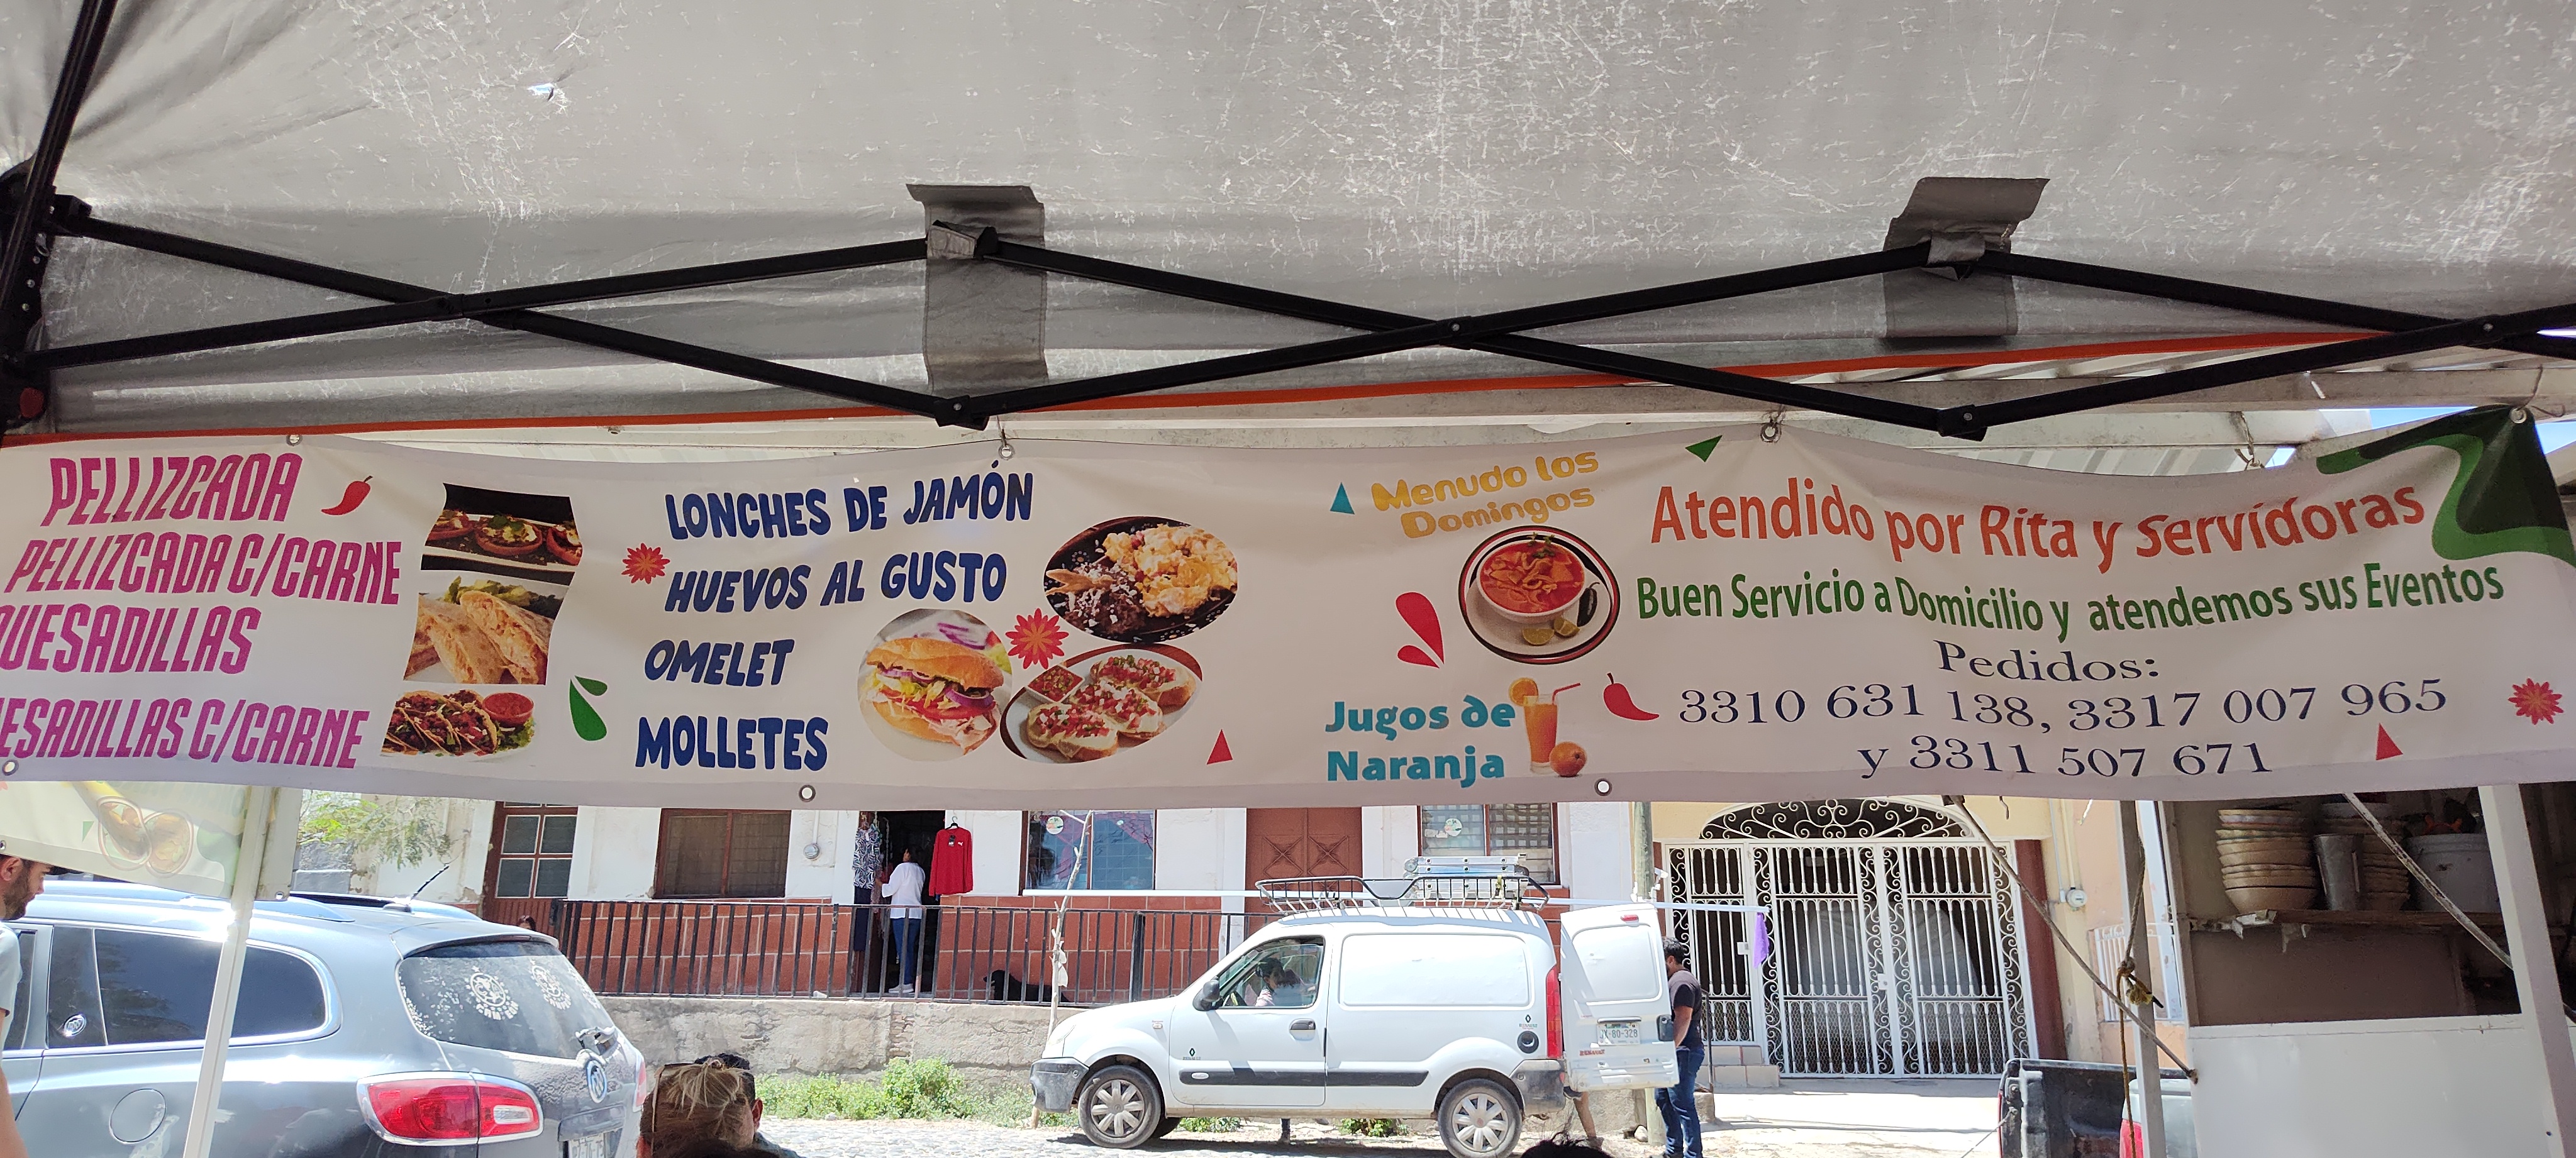 PELLIZCADA
PELLIZCADA C/CARNE
QUESADILLAS
ESADILLAS C/CARNE
LONCHES DE JAMÓN
HUEVOS AL GUSTO
OMELET
MOLLETES
Menudo los
Domingos
Jugos de
Naranja
Atendido por Rita y Servidoras
Buen Servicio a Domicilio y atendemos sus Eventos
Pedidos:
3310 631 138, 3317 007 965
y 3311 507 671